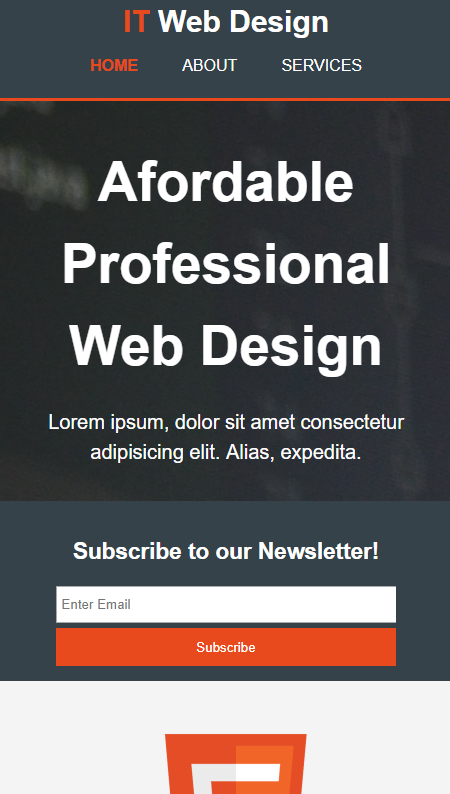 IT Web Design
HOME ABOUT SERVICES
Afordable
Professional
Web Design
Lorem ipsum, dolor sit amet consectetur
adipisicing elit. Alias, expedita.
Subscribe to our Newsletter!
Enter Email
Subscribe